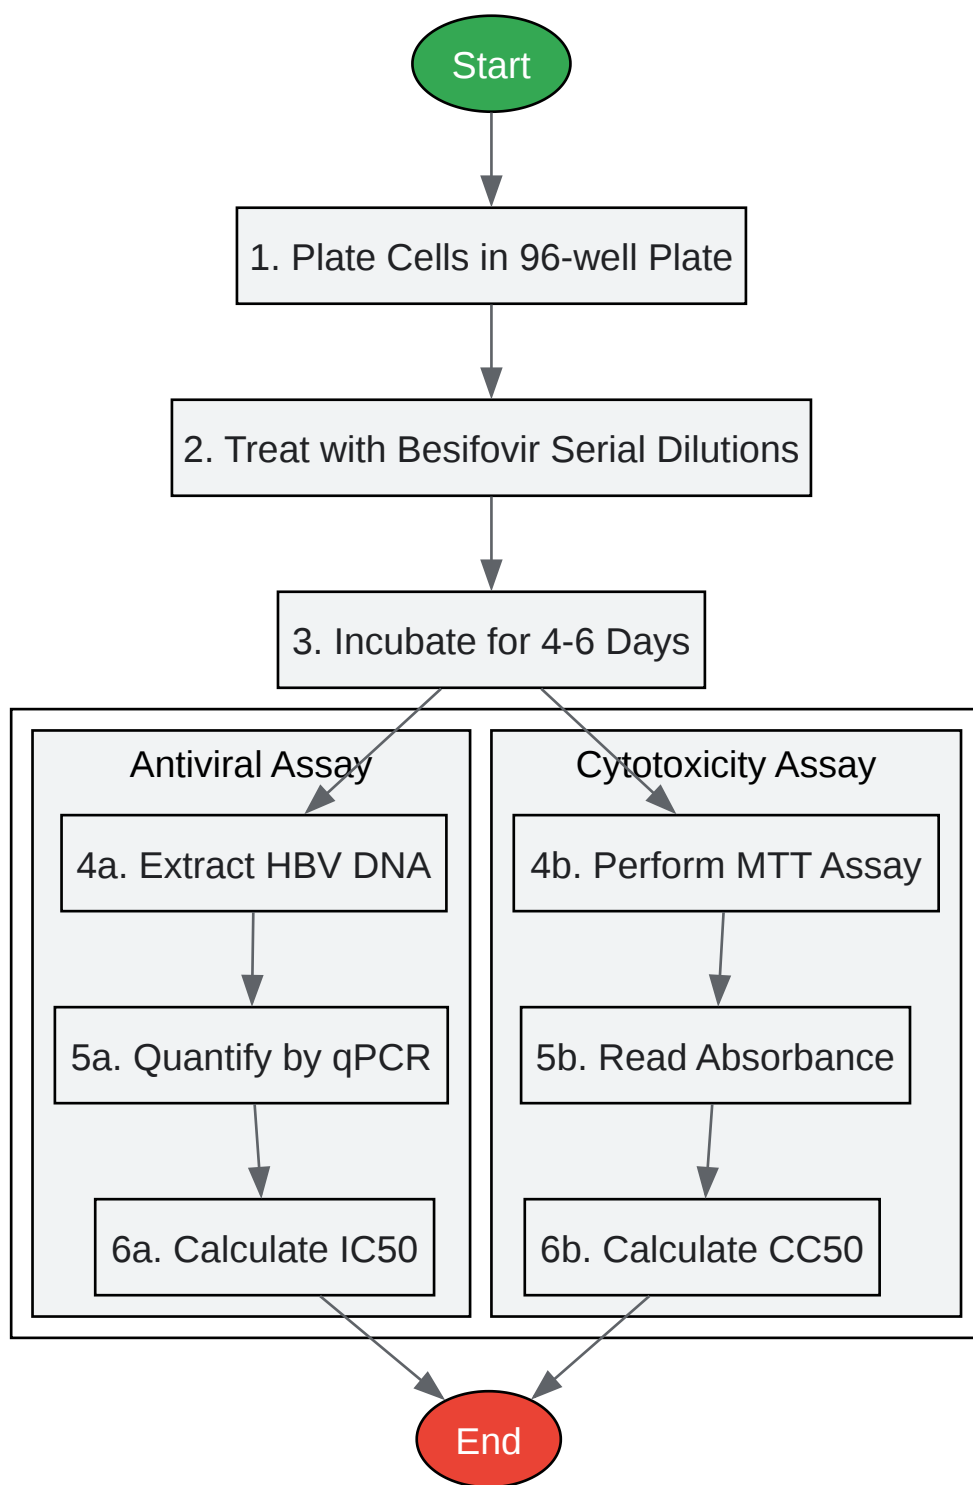 Start
1. Plate Cells in 96-well Plate
2. Treat with Besifovir Serial Dilutions
3. Incubate for 4-6 Days
Antiviral Assay
4a. Extract HBV DNA
5a. Quantify by qPCR
6a. Calculate IC50
Cytotoxicity Assay
4b. Perform MTT Assay
5b. Read Absorbance
6b. Calculate CC50
End